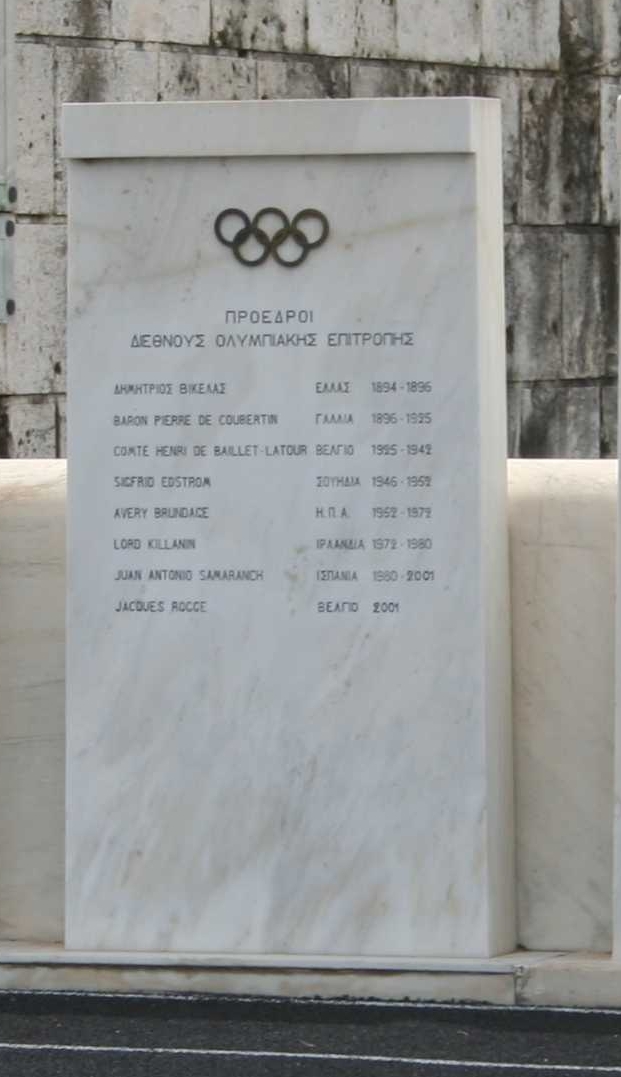 ΠΡΟΕΔΡΟΙ
ΔΙΕΘΝΟΥΣ ΟΛΥΜΠΙΑΚΗΣ ΕΠΙΤΡΟΠΗΣ
ΔΗΜΗΤΡΙΟΣ ΒΙΚΕΛΑΣ ΕΛΛΑΣ 1894-1896
BARON PIERRE DE COUBERTIN ΓΑΛΛΙΑ 1896-1925
COMTE HENRI DE BAILLET-LATOUR ΒΕΛΓΙΟ 1925-1942
SIGFRID EDSTROM ΣΟΥΗΔΙΑ 1946-1952
AVERY BRUNDAGE Η.Π.Α. 1952-1972
LORD KILLANIN ΙΡΛΑΝΔΙΑ 1972-1980
JUAN ANTONIO SAMARANCH ΙΣΠΑΝΙΑ 1980-2001
JACQUES ROGGE ΒΕΛΓΙΟ 2001